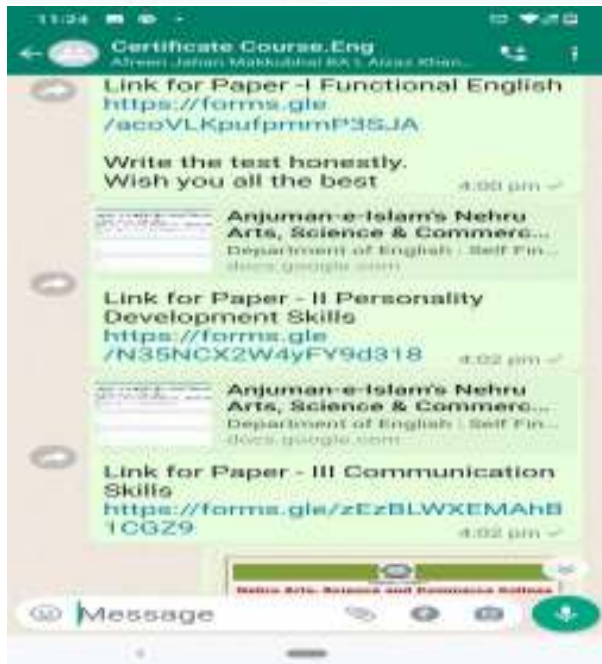 11:24
Certificate Course.Eng
Afreen Jahan Makkubhai BA I, Aizaz Khan...
Link for Paper -I Functional English
https://forms.gle
/acoVLKpufpmmP3SJA
Write the test honestly.
Wish you all the best
4:00 pm
Anjuman-e-Islam's Nehru
Arts, Science & Commerc...
Department of English : Self Fin...
docs.google.com
Link for Paper - II Personality
Development Skills
https://forms.gle
/N35NCX2W4yFY9d318
4:02 pm
Anjuman-e-Islam's Nehru
Arts, Science & Commerc...
Department of English : Self Fin...
docs.google.com
Link for Paper - III Communication
Skills
https://forms.gle/zEzBLWXEMAhB
1CGZ9
4:02 pm
Nehru Arts, Science and Commerce College
Message